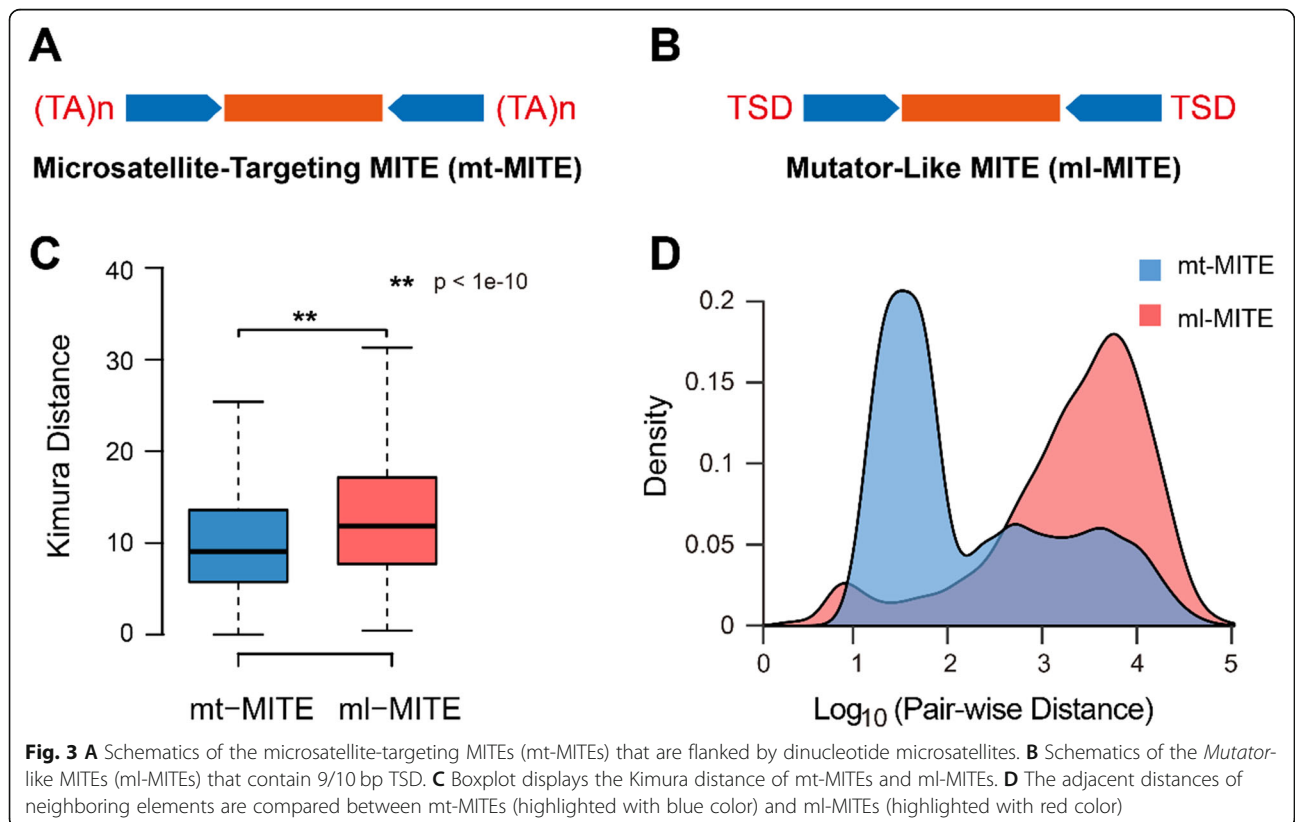 A
(TA)n (TA)n
Microsatellite-Targeting MITE (mt-MITE)
B
TSD TSD
Mutator-Like MITE (ml-MITE)
C
40
30
20
10
0
Kimura Distance
** p < 1e-10
**
mt−MITE ml−MITE
D
mt-MITE
ml-MITE
0.2
0.15
0.1
0.05
0
Density
0 1 2 3 4 5
Log₁₀ (Pair-wise Distance)
Fig. 3 A Schematics of the microsatellite-targeting MITEs (mt-MITEs) that are flanked by dinucleotide microsatellites. B Schematics of the Mutator-
like MITEs (ml-MITEs) that contain 9/10 bp TSD. C Boxplot displays the Kimura distance of mt-MITEs and ml-MITEs. D The adjacent distances of
neighboring elements are compared between mt-MITEs (highlighted with blue color) and ml-MITEs (highlighted with red color)